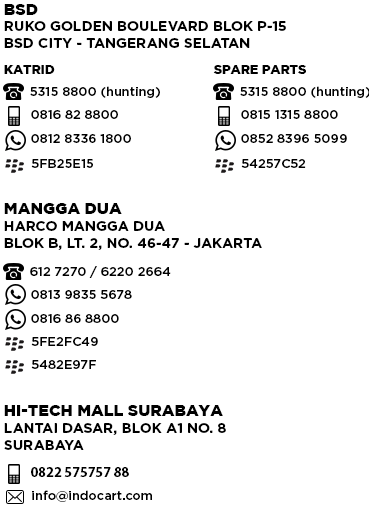 BSD
RUKO GOLDEN BOULEVARD BLOK P-15
BSD CITY - TANGERANG SELATAN
KATRID
5315 8800 (hunting)
0816 82 8800
0812 8336 1800
5FB25E15
SPARE PARTS
5315 8800 (hunting)
0815 1315 8800
0852 8396 5099
54257C52
MANGGA DUA
HARCO MANGGA DUA
BLOK B, LT. 2, NO. 46-47 - JAKARTA
612 7270 / 6220 2664
0813 9835 5678
0816 86 8800
5FE2FC49
5482E97F
HI-TECH MALL SURABAYA
LANTAI DASAR, BLOK A1 NO. 8
SURABAYA
0822 575757 88
info@indocart.com